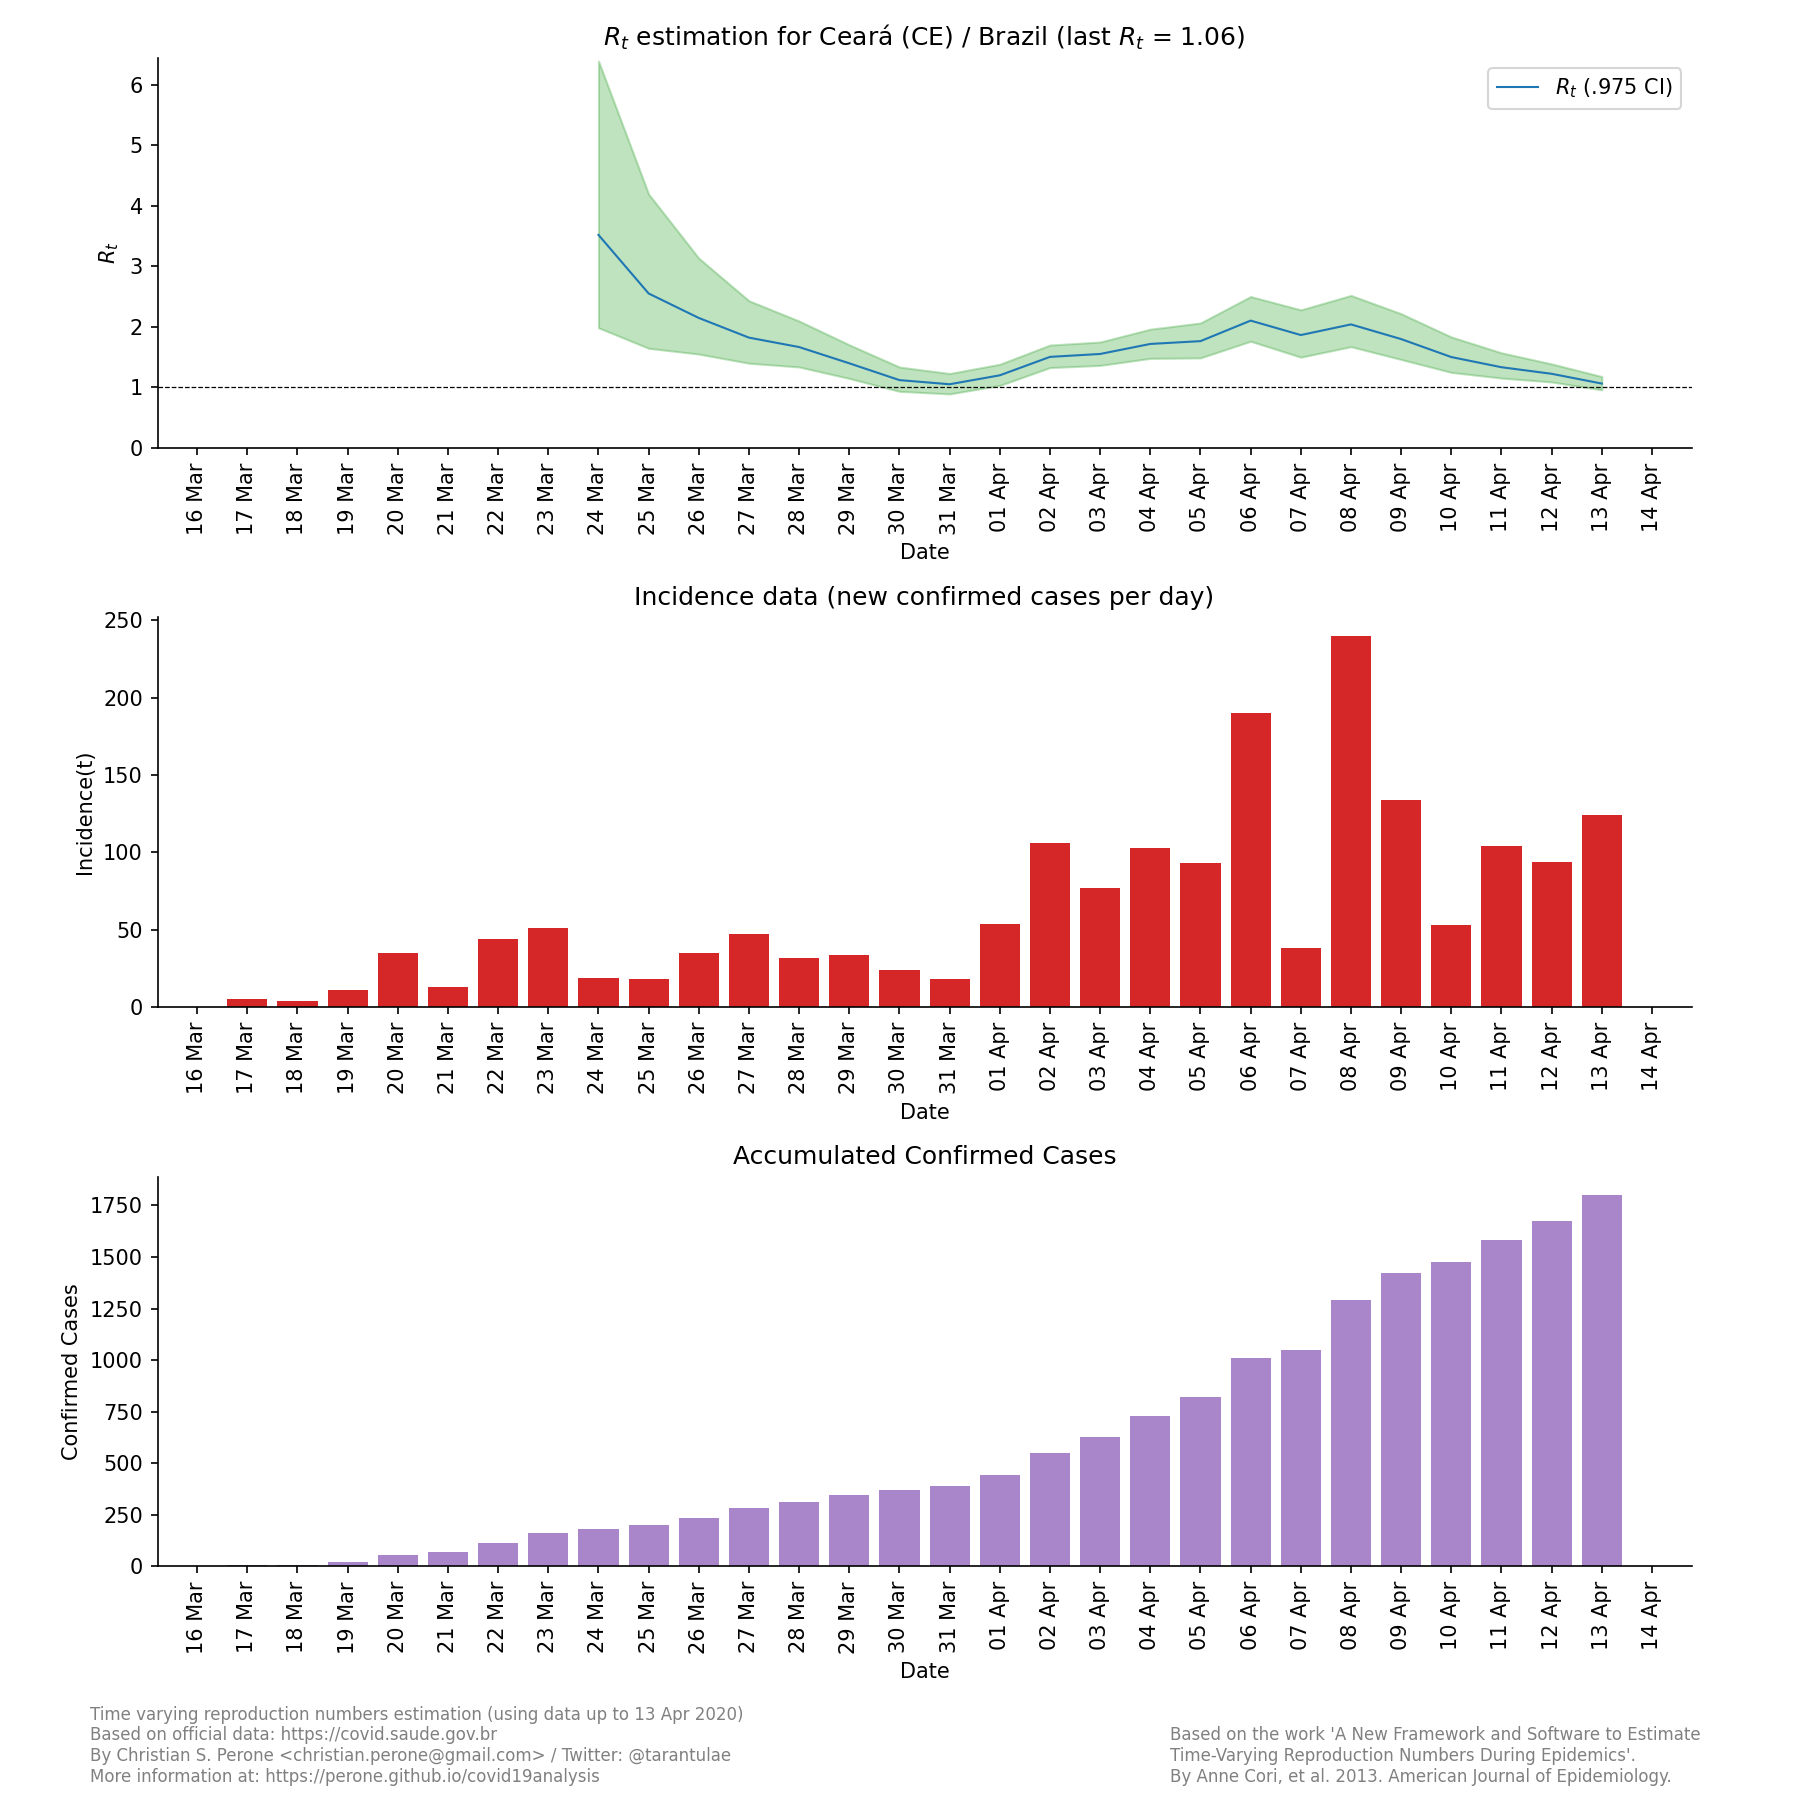 Rt estimation for Ceará (CE) / Brazil (last Rt = 1.06)
Rt (.975 CI)
6
5
4
3
2
1
0
Rt
16 Mar 17 Mar 18 Mar 19 Mar 20 Mar 21 Mar 22 Mar 23 Mar 24 Mar 25 Mar 26 Mar 27 Mar 28 Mar 29 Mar 30 Mar 31 Mar 01 Apr 02 Apr 03 Apr 04 Apr 05 Apr 06 Apr 07 Apr 08 Apr 09 Apr 10 Apr 11 Apr 12 Apr 13 Apr 14 Apr
Date
Incidence data (new confirmed cases per day)
250
200
150
100
50
0
Incidence(t)
16 Mar 17 Mar 18 Mar 19 Mar 20 Mar 21 Mar 22 Mar 23 Mar 24 Mar 25 Mar 26 Mar 27 Mar 28 Mar 29 Mar 30 Mar 31 Mar 01 Apr 02 Apr 03 Apr 04 Apr 05 Apr 06 Apr 07 Apr 08 Apr 09 Apr 10 Apr 11 Apr 12 Apr 13 Apr 14 Apr
Date
Accumulated Confirmed Cases
1750
1500
1250
1000
750
500
250
0
Confirmed Cases
16 Mar 17 Mar 18 Mar 19 Mar 20 Mar 21 Mar 22 Mar 23 Mar 24 Mar 25 Mar 26 Mar 27 Mar 28 Mar 29 Mar 30 Mar 31 Mar 01 Apr 02 Apr 03 Apr 04 Apr 05 Apr 06 Apr 07 Apr 08 Apr 09 Apr 10 Apr 11 Apr 12 Apr 13 Apr 14 Apr
Date
Time varying reproduction numbers estimation (using data up to 13 Apr 2020)
Based on official data: https://covid.saude.gov.br
By Christian S. Perone <christian.perone@gmail.com> / Twitter: @tarantulae
More information at: https://perone.github.io/covid19analysis
Based on the work 'A New Framework and Software to Estimate
Time-Varying Reproduction Numbers During Epidemics'.
By Anne Cori, et al. 2013. American Journal of Epidemiology.